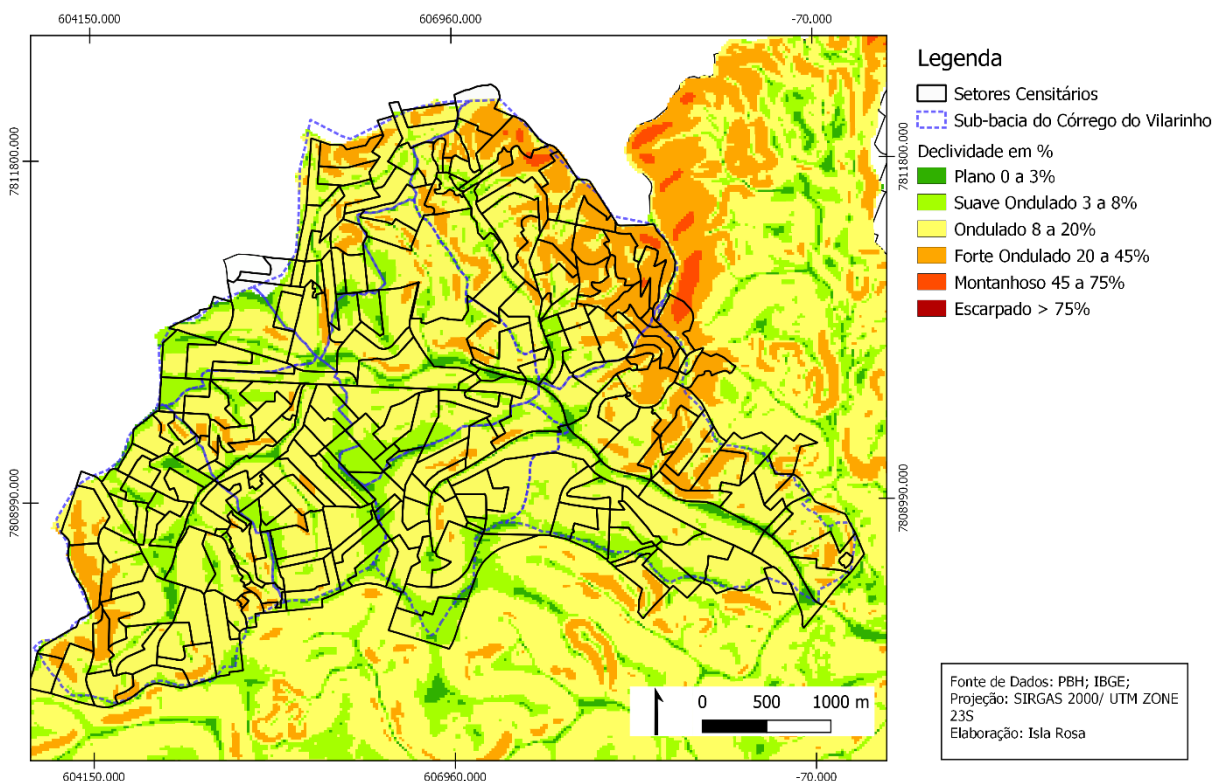 604150.000
606960.000
-70.000
7811800.000
7811800.000
7808990.000
7808990.000
Legenda
Setores Censitários
Sub-bacia do Córrego do Vilarinho
Declividade em %
Plano 0 a 3%
Suave Ondulado 3 a 8%
Ondulado 8 a 20%
Forte Ondulado 20 a 45%
Montanhoso 45 a 75%
Escarpado > 75%
0 500 1000 m
Fonte de Dados: PBH; IBGE;
Projeção: SIRGAS 2000/ UTM ZONE
23S
Elaboração: Isla Rosa
604150.000
606960.000
-70.000